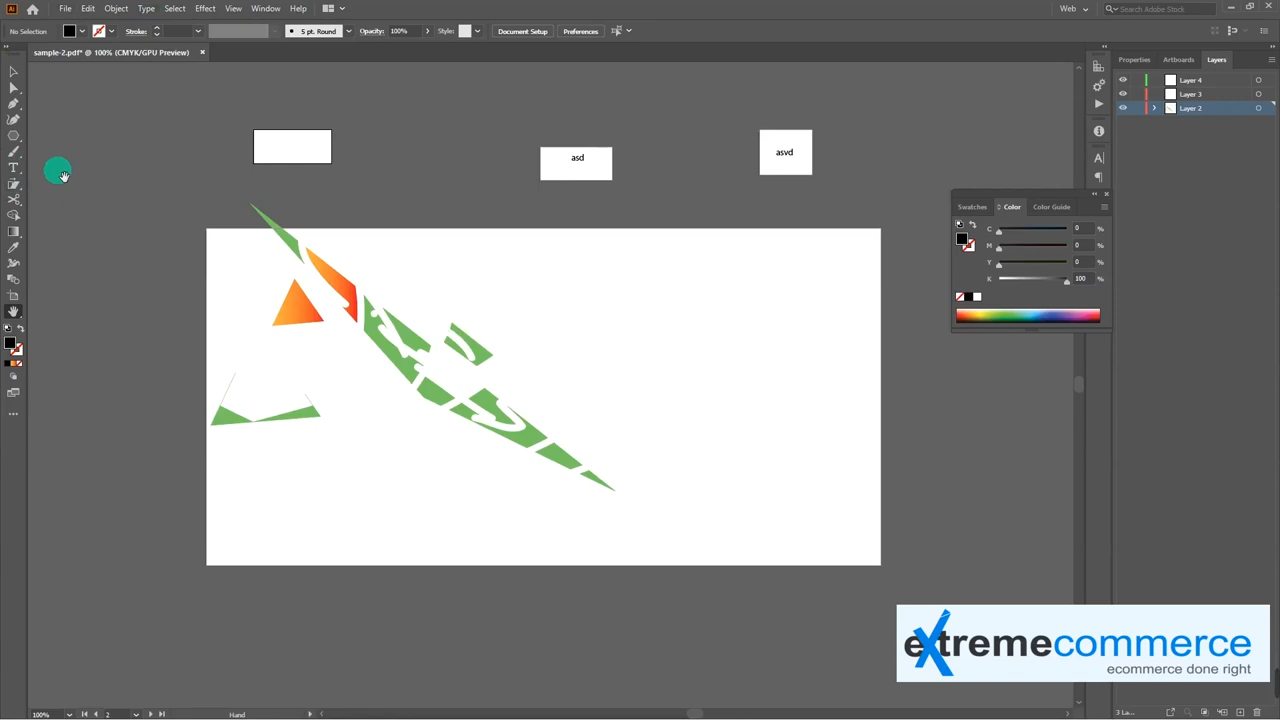 Ai File Edit Object Type Select Effect View Window Help Web Search Adobe Stock
No Selection Stroke: 5 pt. Round Opacity: 100% Style: Document Setup Preferences
sample-2.pdf* @ 100% (CMYK/GPU Preview) ×
Properties Artboards Layers
Layer 4
Layer 3
Layer 2
asd
asvd
Swatches Color Color Guide
C 0 %
M 0 %
Y 0 %
K 100 %
extremecommerce
ecommerce done right
100% 2 Hand
3 La...